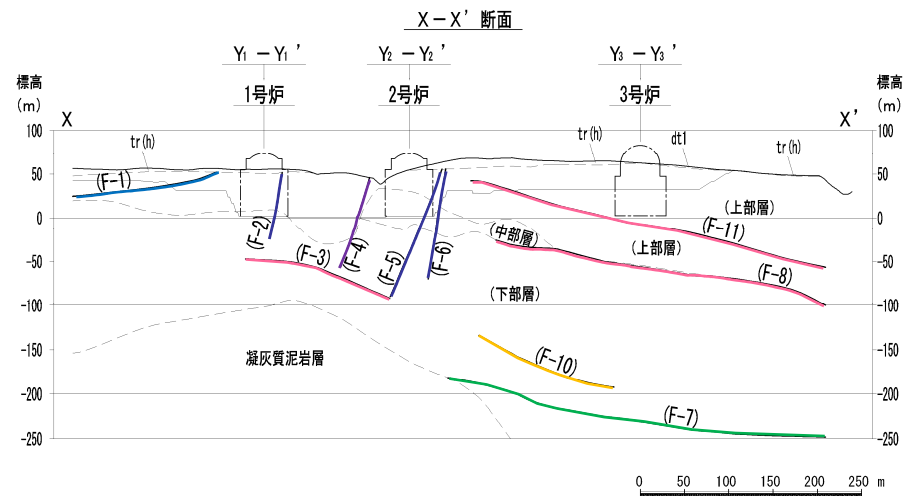 X－X’断面
Y₁－Y₁’ Y₂－Y₂’ Y₃－Y₃’
標高 1号炉 2号炉 3号炉 標高
(m) (m)
X X’
100 100
tr(h) tr(h) dt1 tr(h)
50 50
(F-1)
(上部層)
0 0
(F-2) (F-4) (F-5) (F-6) (中部層) (F-11)
(F-3) (上部層)
-50 -50
(F-8)
(下部層)
-100 -100
-150 -150
凝灰質泥岩層 (F-10)
-200 -200
(F-7)
-250 -250
0 50 100 150 200 250 m